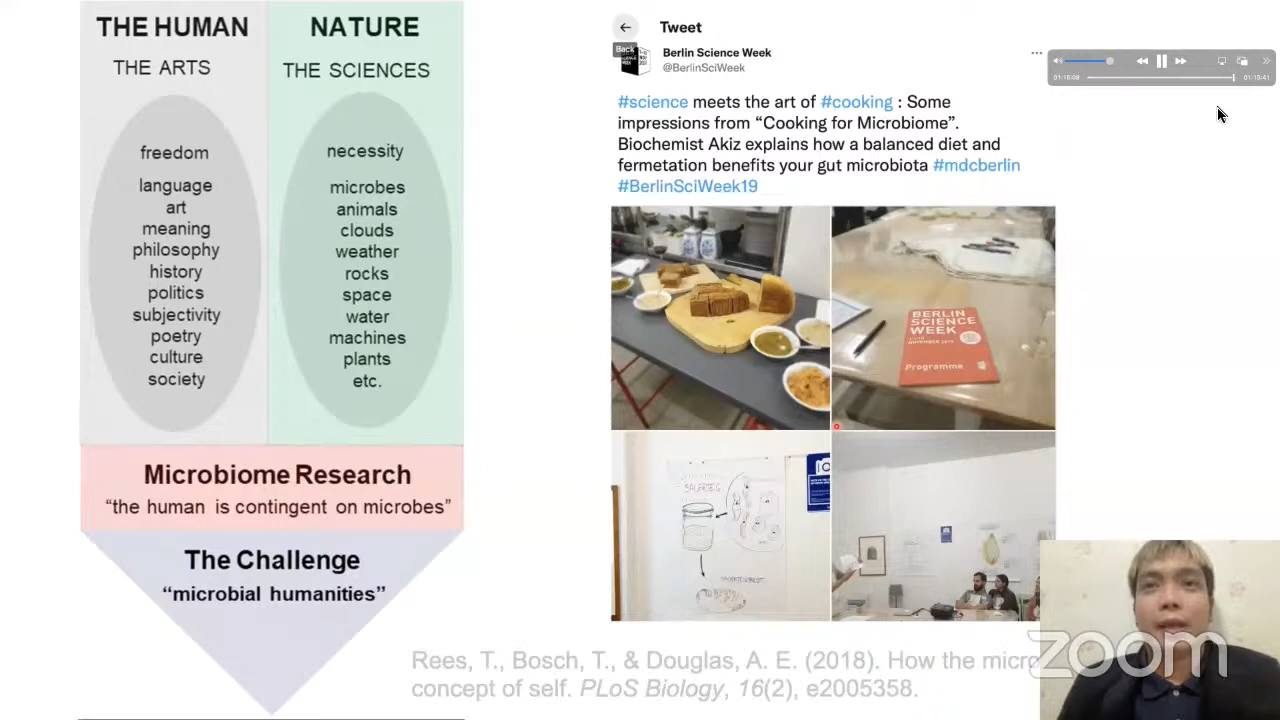 THE HUMAN
THE ARTS
freedom
language
art
meaning
philosophy
history
politics
subjectivity
poetry
culture
society
NATURE
THE SCIENCES
necessity
microbes
animals
clouds
weather
rocks
space
water
machines
plants
etc.
Microbiome Research
“the human is contingent on microbes”
The Challenge
“microbial humanities”
Tweet
Back
Berlin Science Week
@BerlinSciWeek
#science meets the art of #cooking : Some
impressions from “Cooking for Microbiome”.
Biochemist Akiz explains how a balanced diet and
fermetation benefits your gut microbiota #mdcberlin
#BerlinSciWeek19
BERLIN
SCIENCE
WEEK
Programme
SAUERTEIG
Rees, T., Bosch, T., & Douglas, A. E. (2018). How the micro
concept of self. PLoS Biology, 16(2), e2005358.
zoom